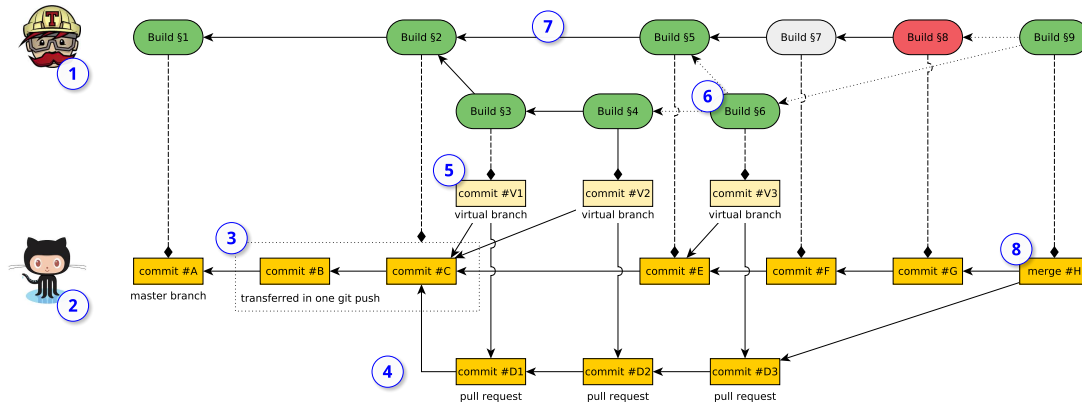 T
1
Build §1
Build §2
7
Build §5
Build §7
Build §8
Build §9
Build §3
Build §4
6
Build §6
5
commit #V1
commit #V2
commit #V3
virtual branch
virtual branch
virtual branch
2
3
8
commit #A
commit #B
commit #C
commit #E
commit #F
commit #G
merge #H
master branch
transferred in one git push
4
commit #D1
commit #D2
commit #D3
pull request
pull request
pull request